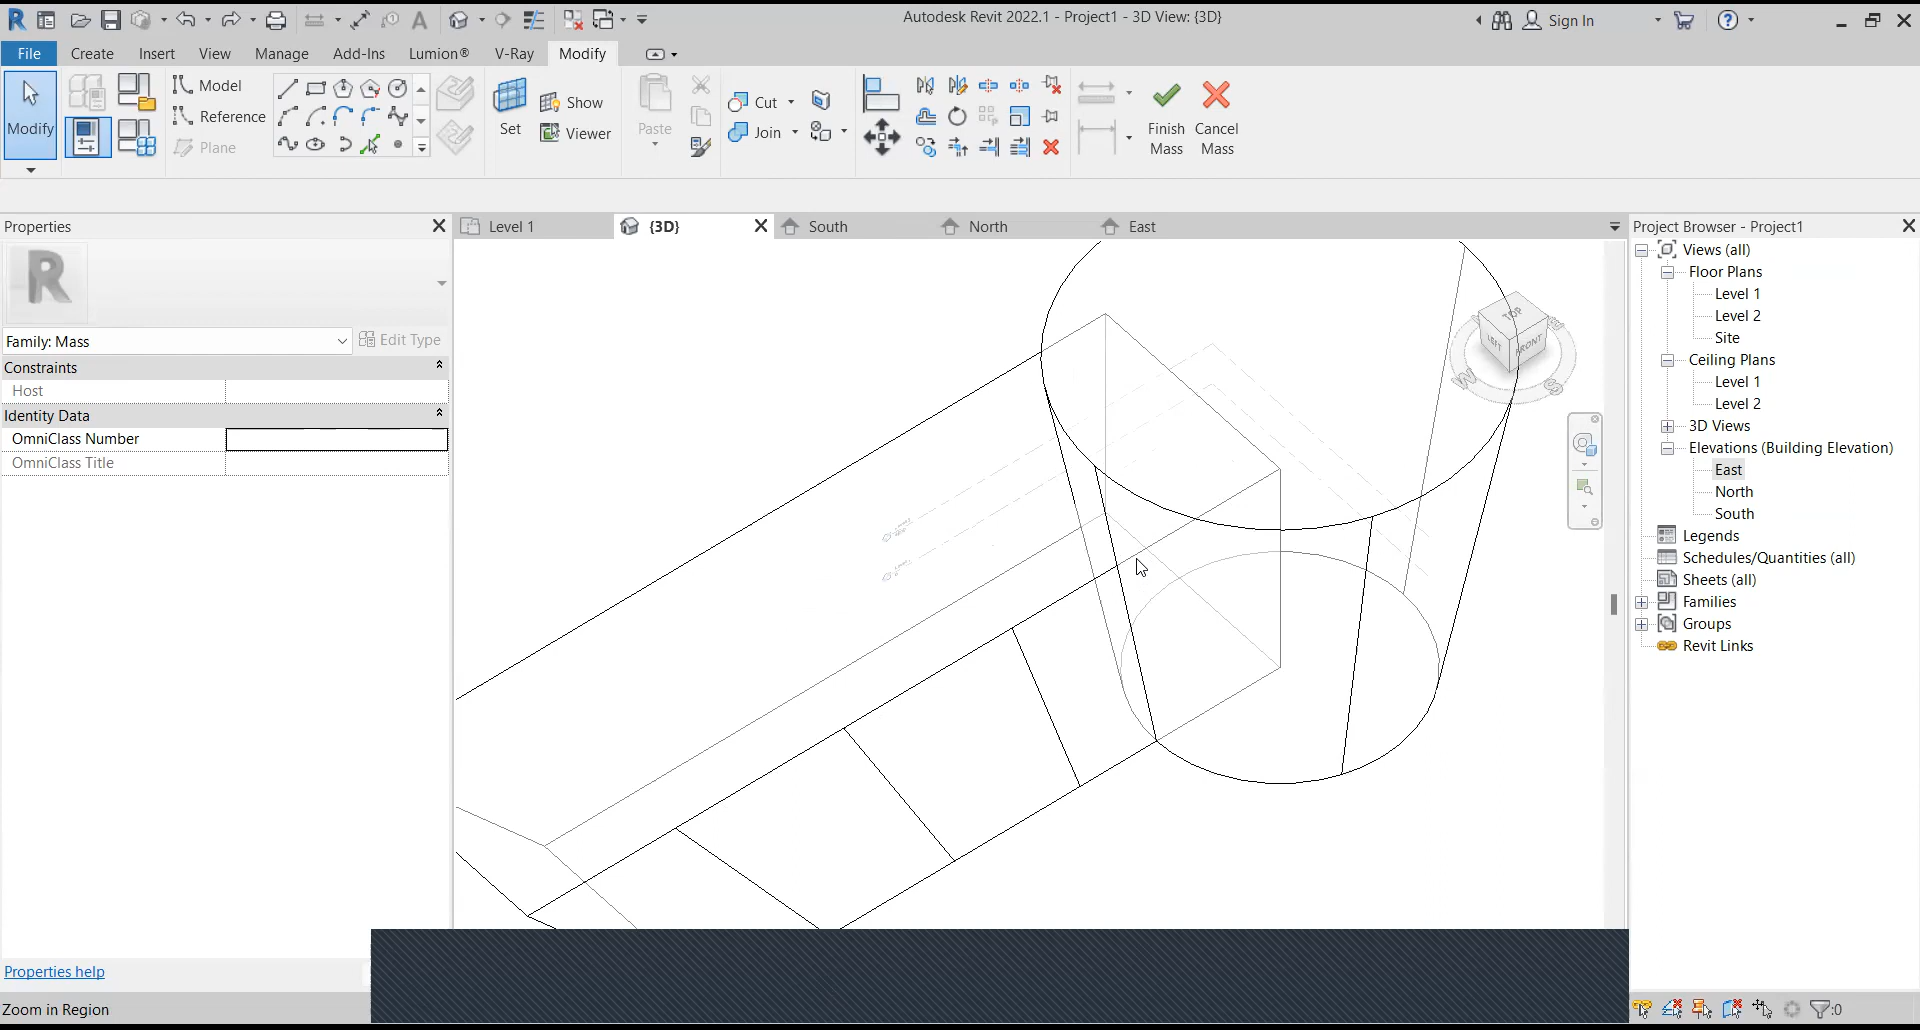 Autodesk Revit 2022.1 - Project1 - 3D View: {3D}
Sign In
File
Create
Insert
View
Manage
Add-Ins
Lumion®
V-Ray
Modify
Modify
Model
Reference
Plane
Set
Show
Viewer
Paste
Cut
Join
Finish
Mass
Cancel
Mass
Properties
Level 1
{3D}
South
North
East
Project Browser - Project1
R
Family: Mass
Edit Type
Constraints
Host
Identity Data
OmniClass Number
OmniClass Title
Properties help
Zoom in Region
TOP
LEFT
FRONT
W
S
Views (all)
Floor Plans
Level 1
Level 2
Site
Ceiling Plans
Level 1
Level 2
3D Views
Elevations (Building Elevation)
East
North
South
Legends
Schedules/Quantities (all)
Sheets (all)
Families
Groups
Revit Links
:0